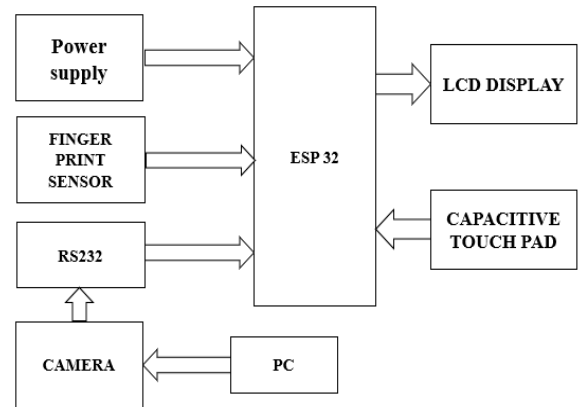 Power
supply
FINGER
PRINT
SENSOR
RS232
CAMERA
PC
ESP 32
LCD DISPLAY
CAPACITIVE
TOUCH PAD